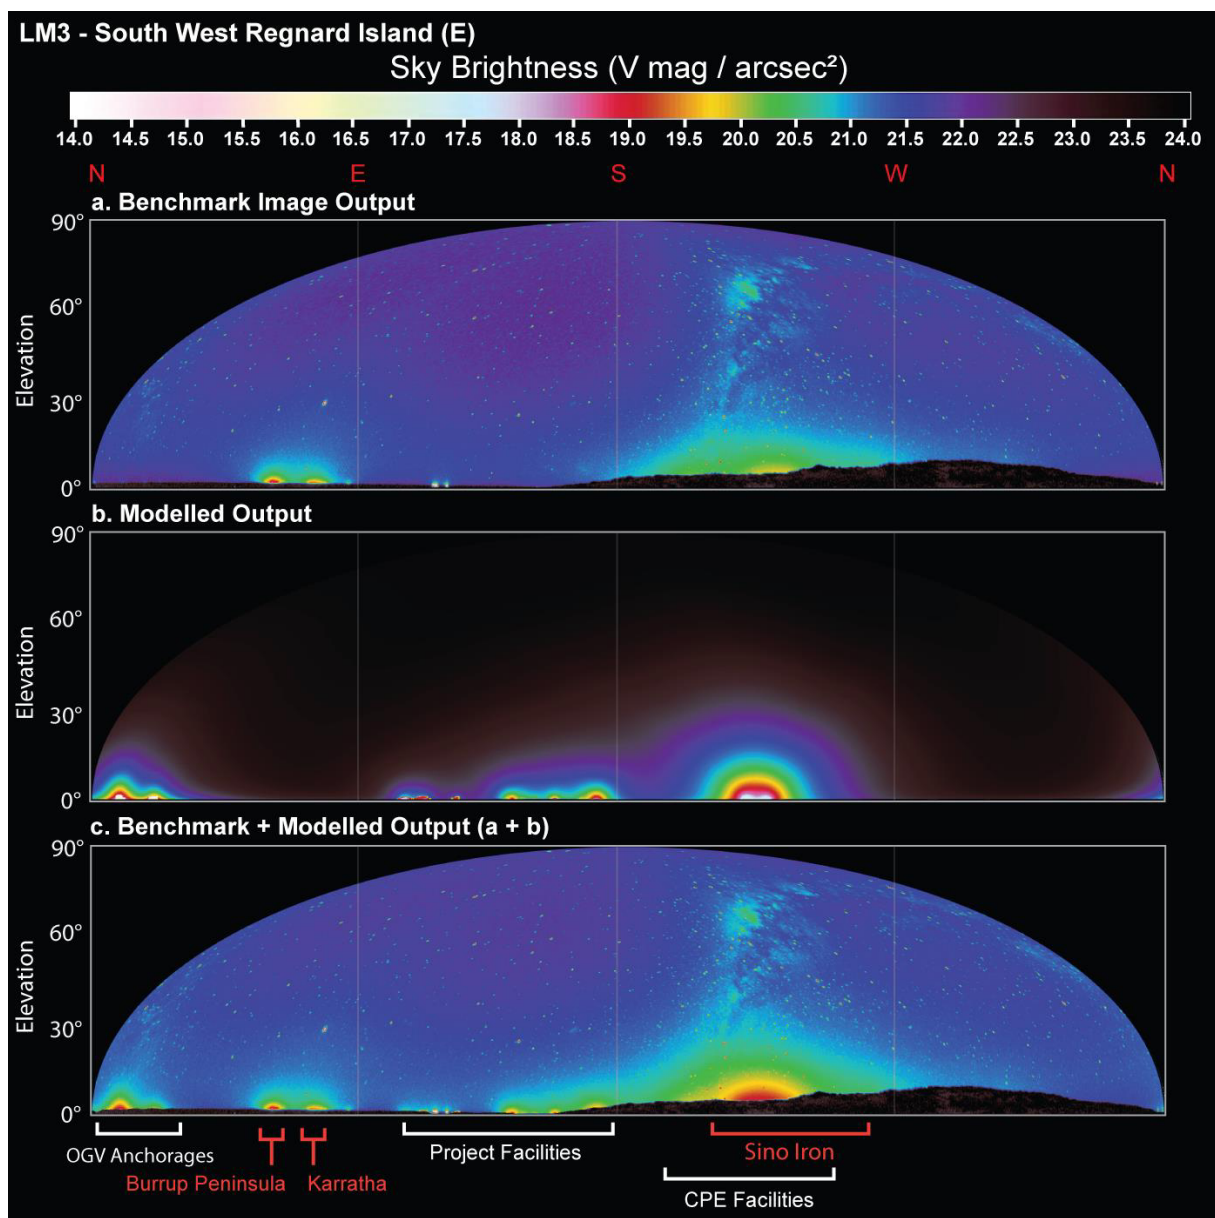 LM3 - South West Regnard Island (E)
Sky Brightness (V mag / arcsec²)
14.0 14.5 15.0 15.5 16.0 16.5 17.0 17.5 18.0 18.5 19.0 19.5 20.0 20.5 21.0 21.5 22.0 22.5 23.0 23.5 24.0
N E S W N
a. Benchmark Image Output
90°
60°
30°
0°
Elevation
b. Modelled Output
90°
60°
30°
0°
Elevation
c. Benchmark + Modelled Output (a + b)
90°
60°
30°
0°
Elevation
OGV Anchorages
Burrup Peninsula
Karratha
Project Facilities
Sino Iron
CPE Facilities